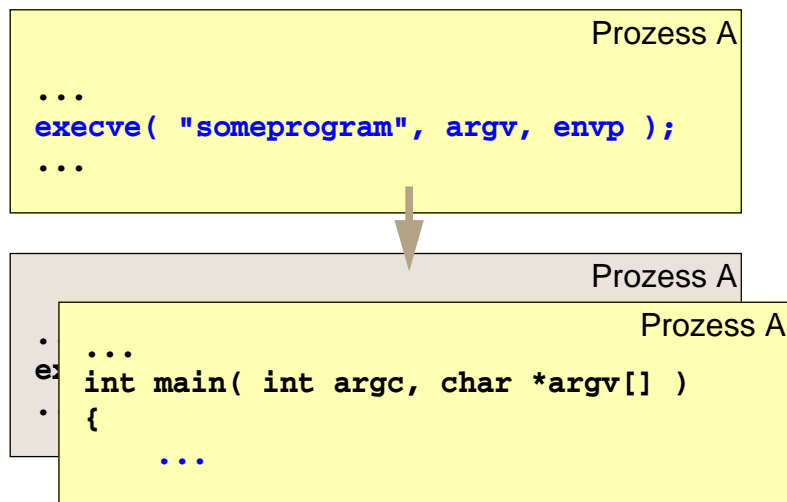 Prozess A
...
execve( "someprogram", argv, envp );
...
Prozess A
Prozess A
...
int main( int argc, char *argv[] )
{
...